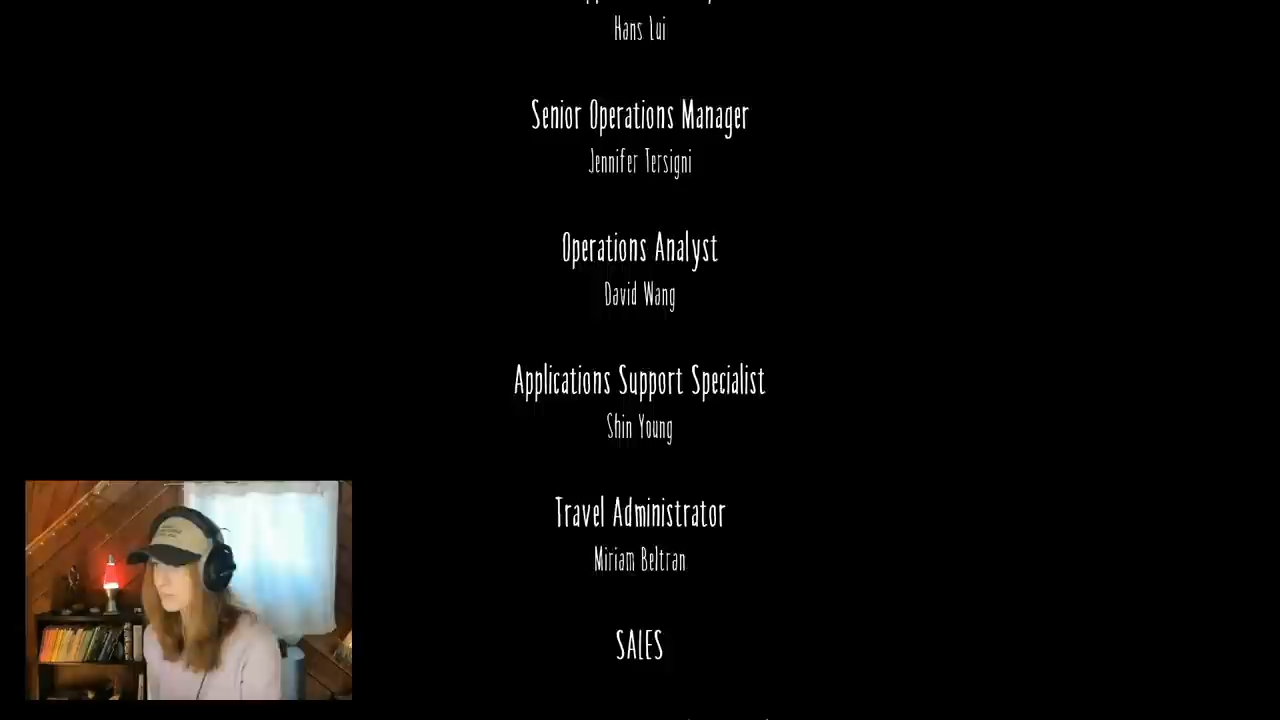 Hans Lui
Senior Operations Manager
Jennifer Tersigni
Operations Analyst
David Wang
Applications Support Specialist
Shin Young
Travel Administrator
Miriam Beltran
SALES